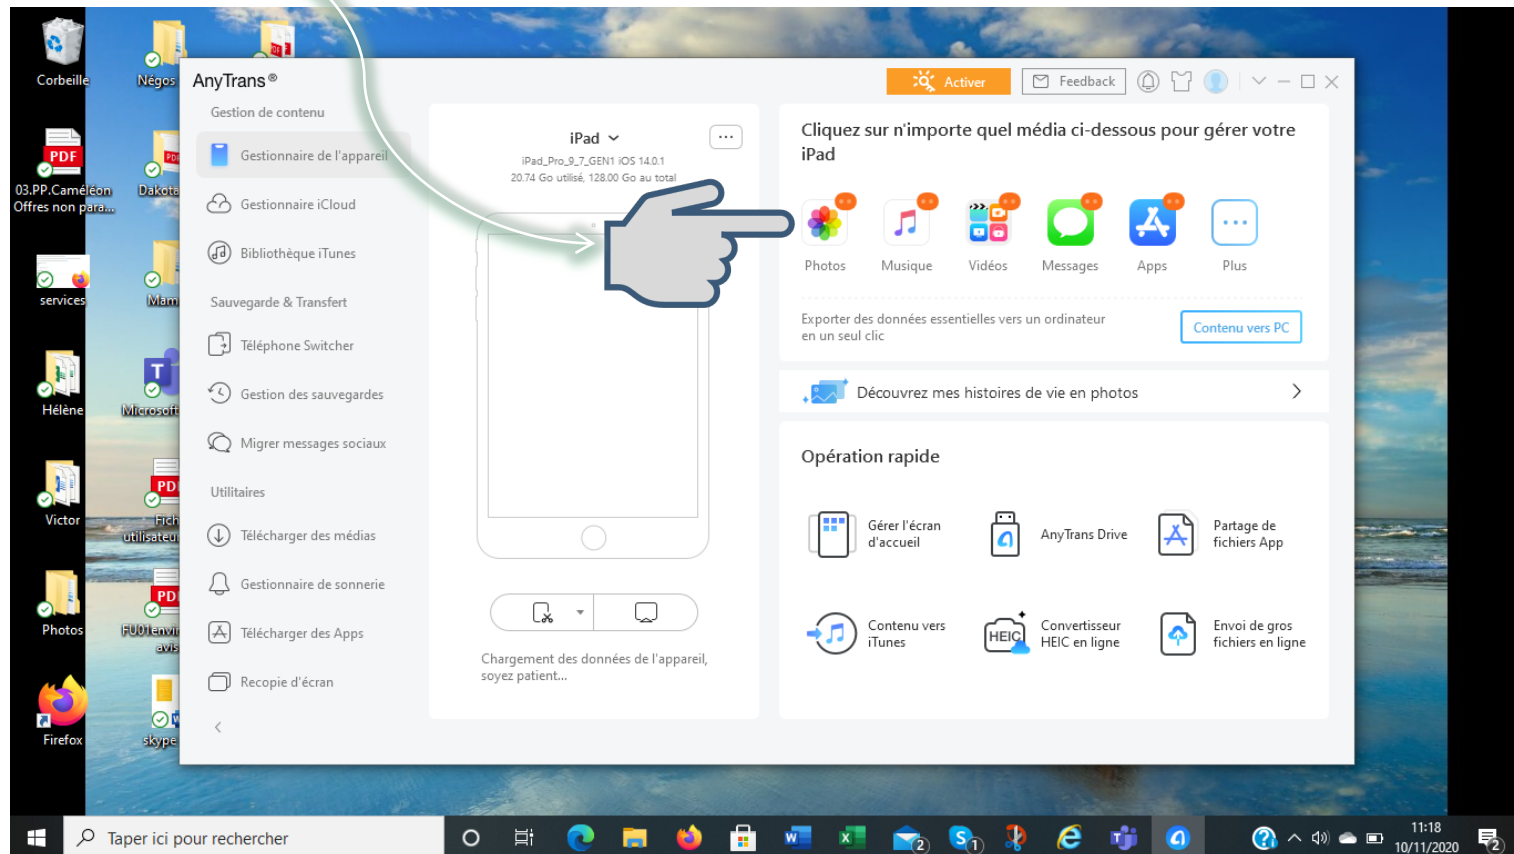 Corbeille
Négos
AnyTrans®
Activer
Feedback
Gestion de contenu
Gestionnaire de l'appareil
Gestionnaire iCloud
Bibliothèque iTunes
Sauvegarde & Transfert
Téléphone Switcher
Gestion des sauvegardes
Migrer messages sociaux
Utilitaires
Télécharger des médias
Gestionnaire de sonnerie
Télécharger des Apps
Recopie d'écran
iPad
iPad_Pro_9_7_GEN1 iOS 14.0.1
20.74 Go utilisé, 128.00 Go au total
Chargement des données de l'appareil,
soyez patient...
Cliquez sur n'importe quel média ci-dessous pour gérer votre
iPad
Photos
Musique
Vidéos
Messages
Apps
Plus
Exporter des données essentielles vers un ordinateur
en un seul clic
Contenu vers PC
Découvrez mes histoires de vie en photos
Opération rapide
Gérer l'écran
d'accueil
AnyTrans Drive
Partage de
fichiers App
Contenu vers
iTunes
HEIC
Convertisseur
HEIC en ligne
Envoi de gros
fichiers en ligne
PDF
03.PP.Caméléon
Offres non para...
Dakota
services
Mam
Hélène
Microsoft
Victor
PD
Fich
utilisateu
Photos
PD
FU01envir
avis
Firefox
skype
Taper ici pour rechercher
11:18
10/11/2020